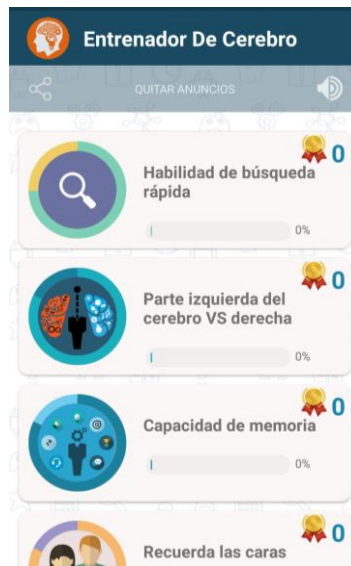 Entrenador De Cerebro
QUITAR ANUNCIOS
0
Habilidad de búsqueda
rápida
0%
0
Parte izquierda del
cerebro VS derecha
0%
0
Capacidad de memoria
0%
0
Recuerda las caras